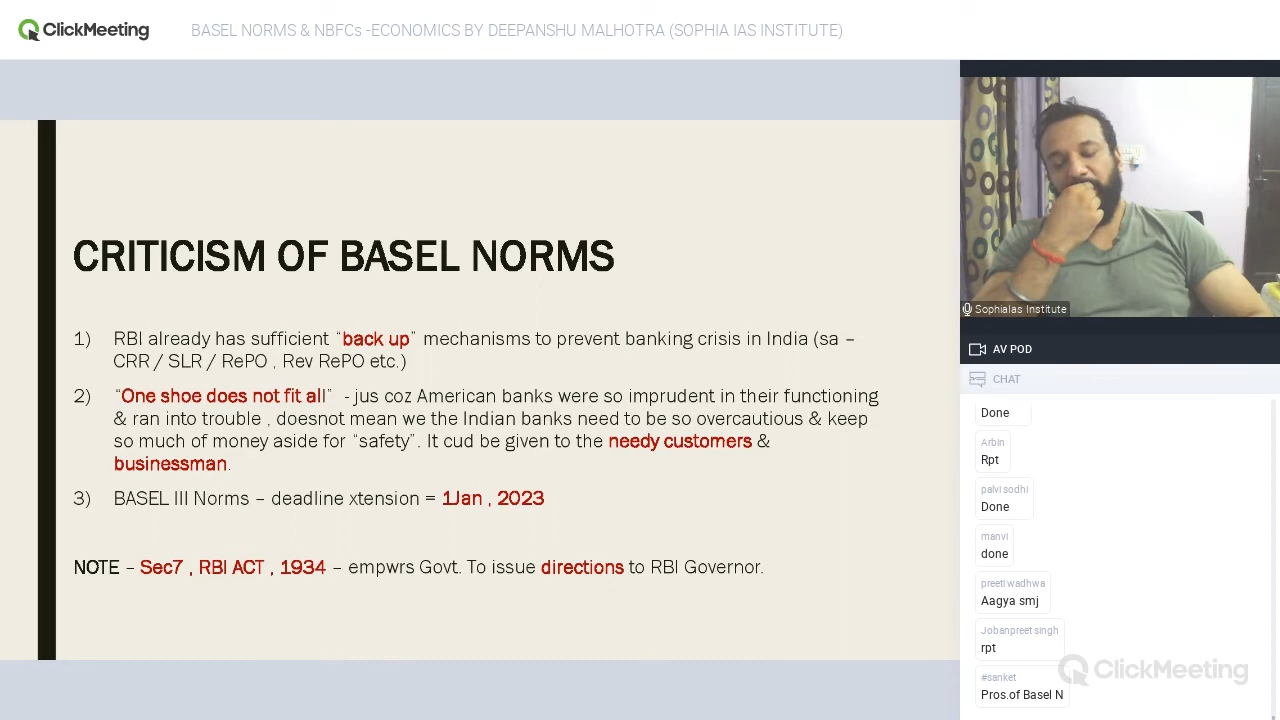 ClickMeeting
BASEL NORMS & NBFCs -ECONOMICS BY DEEPANSHU MALHOTRA (SOPHIA IAS INSTITUTE)
CRITICISM OF BASEL NORMS
1) RBI already has sufficient “back up” mechanisms to prevent banking crisis in India (sa –
CRR / SLR / RePO , Rev RePO etc.)
2) “One shoe does not fit all” - jus coz American banks were so imprudent in their functioning
& ran into trouble , doesnot mean we the Indian banks need to be so overcautious & keep
so much of money aside for “safety”. It cud be given to the needy customers &
businessman.
3) BASEL III Norms – deadline xtension = 1Jan , 2023
NOTE – Sec7 , RBI ACT , 1934 – empwrs Govt. To issue directions to RBI Governor.
SophiaIas Institute
AV POD
CHAT
Done
Arbin
Rpt
palvi sodhi
Done
manvi
done
preeti wadhwa
Aagya smj
Jobanpreet singh
rpt
#sanket
Pros.of Basel N
ClickMeeting